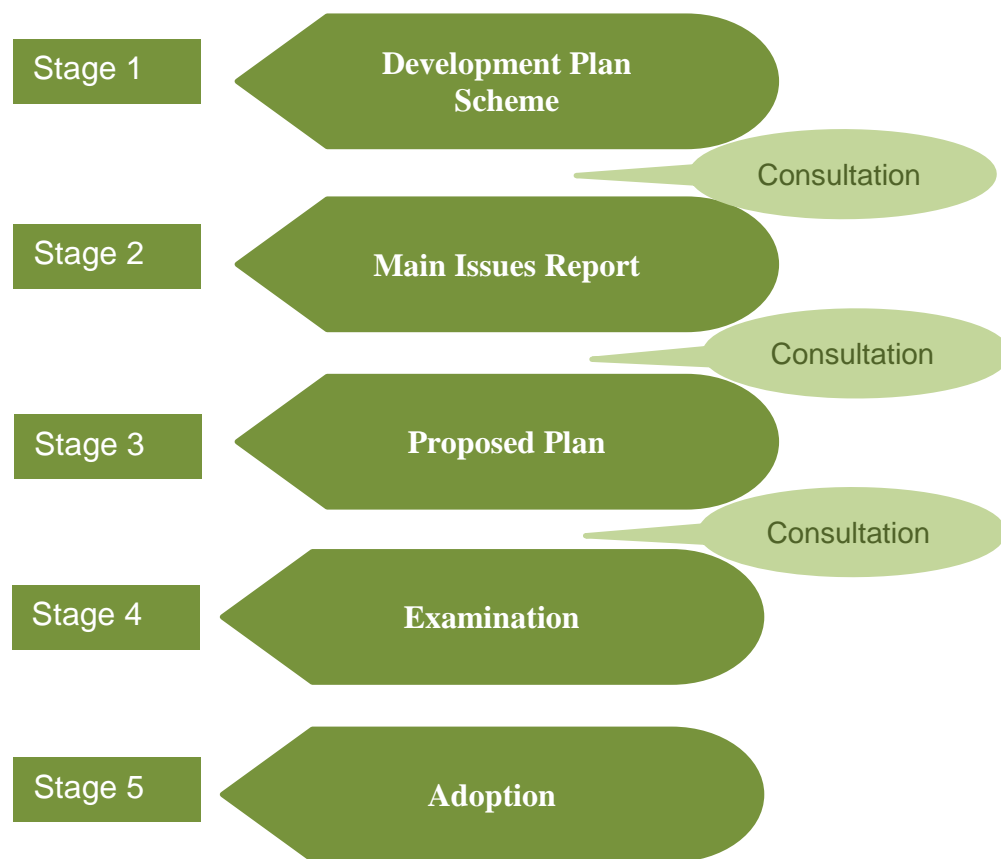 Stage 1
Development Plan
Scheme
Consultation
Stage 2
Main Issues Report
Consultation
Stage 3
Proposed Plan
Consultation
Stage 4
Examination
Stage 5
Adoption